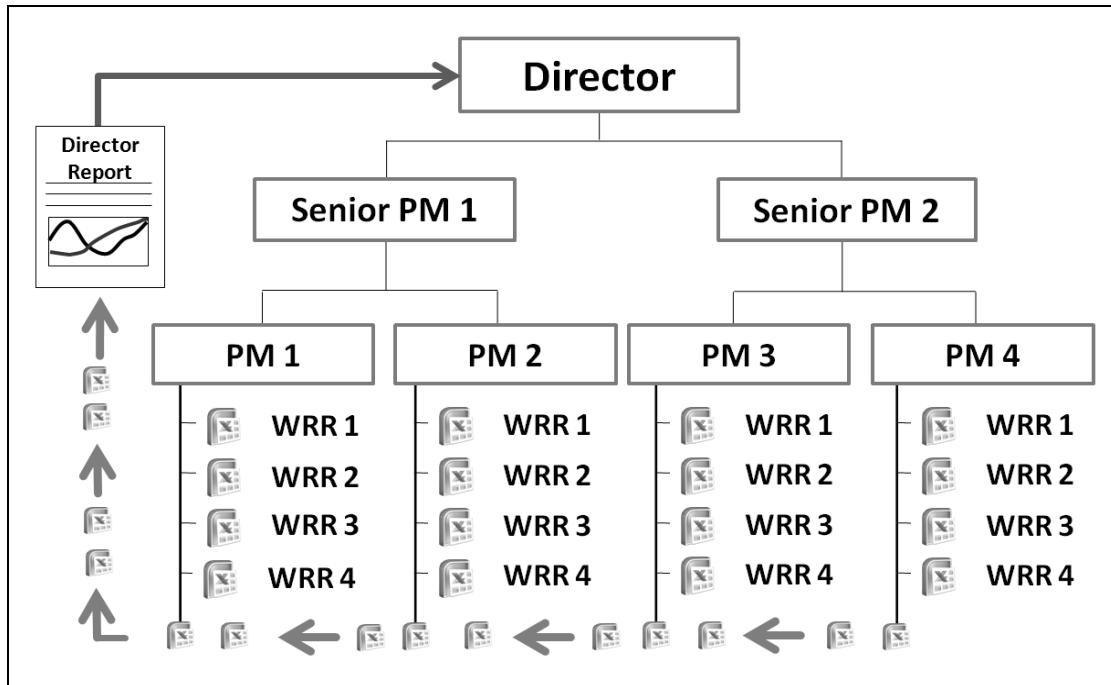 Director
Director
Report
Senior PM 1
Senior PM 2
PM 1
PM 2
PM 3
PM 4
WRR 1
WRR 2
WRR 3
WRR 4
WRR 1
WRR 2
WRR 3
WRR 4
WRR 1
WRR 2
WRR 3
WRR 4
WRR 1
WRR 2
WRR 3
WRR 4